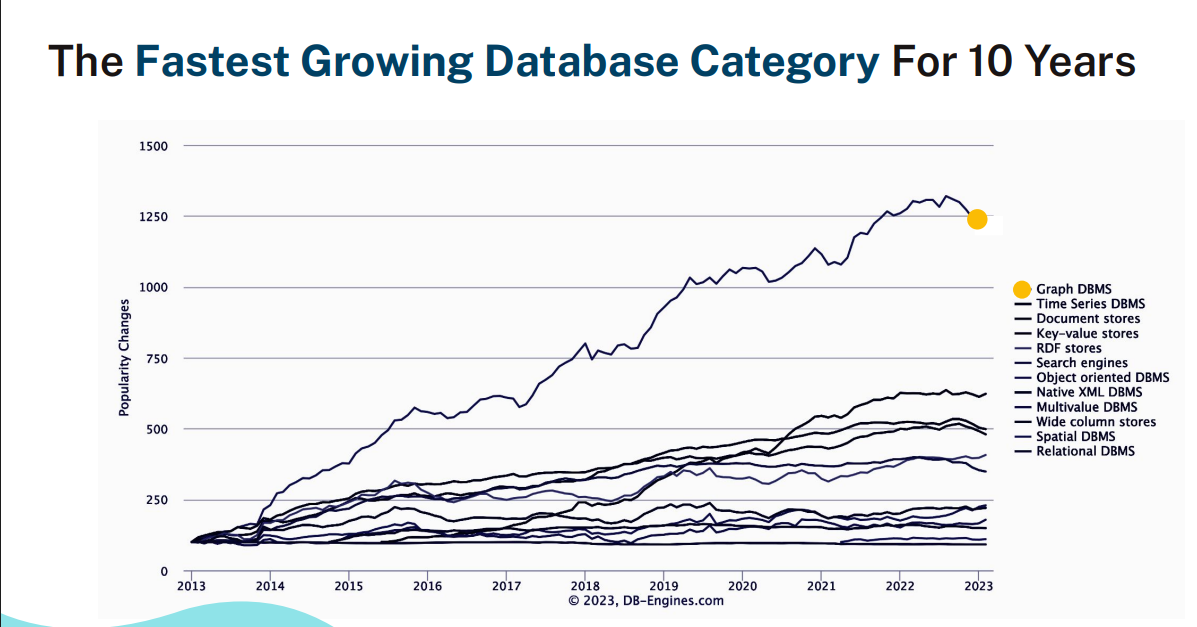 The Fastest Growing Database Category For 10 Years
1500
1250
1000
750
500
250
0
Popularity Changes
2013 2014 2015 2016 2017 2018 2019 2020 2021 2022 2023
© 2023, DB-Engines.com
Graph DBMS
Time Series DBMS
Document stores
Key-value stores
RDF stores
Search engines
Object oriented DBMS
Native XML DBMS
Multivalue DBMS
Wide column stores
Spatial DBMS
Relational DBMS